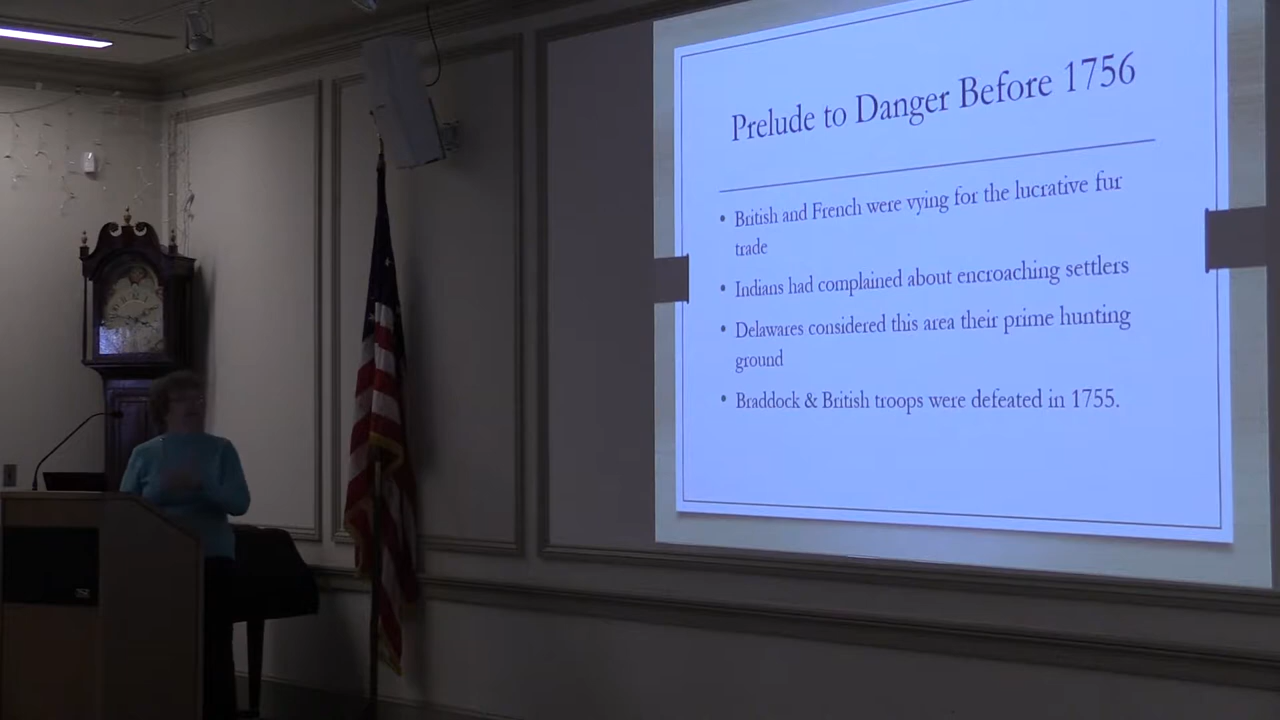 Prelude to Danger Before 1756
• British and French were vying for the lucrative fur
trade
• Indians had complained about encroaching settlers
• Delawares considered this area their prime hunting
ground
• Braddock & British troops were defeated in 1755.